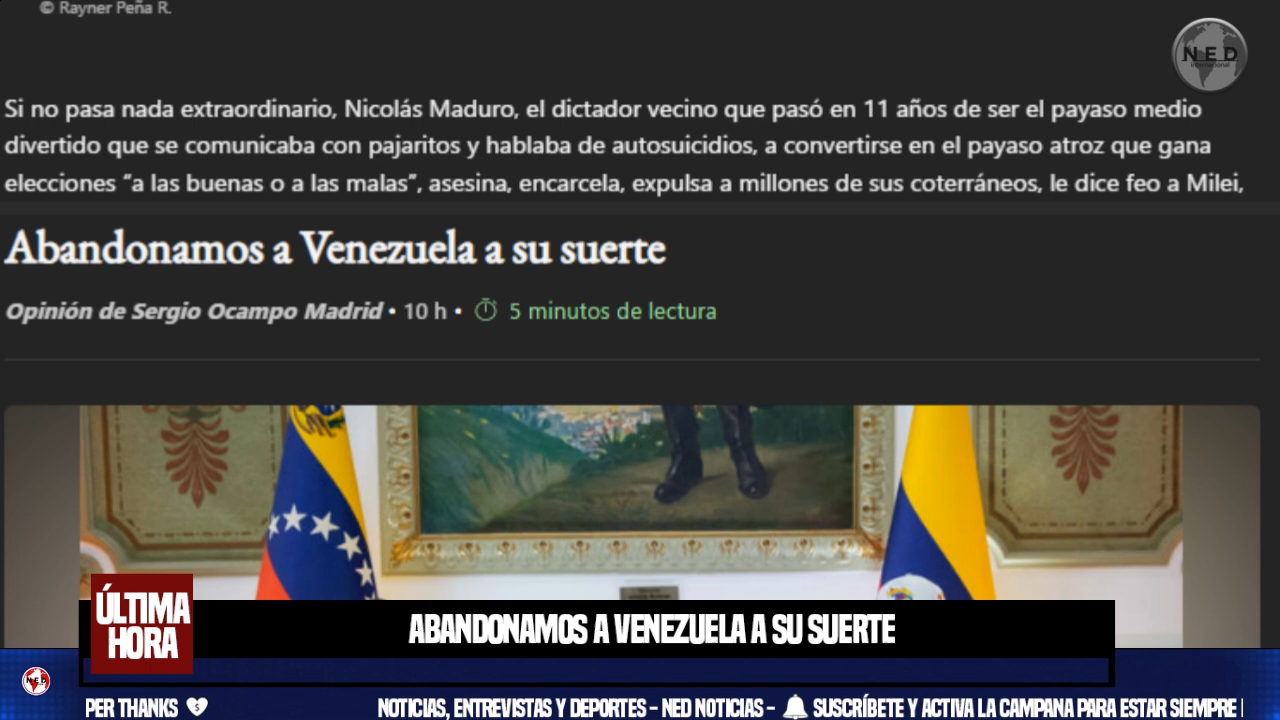 © Rayner Peña R.
NED
international
Si no pasa nada extraordinario, Nicolás Maduro, el dictador vecino que pasó en 11 años de ser el payaso medio
divertido que se comunicaba con pajaritos y hablaba de autosuicidios, a convertirse en el payaso atroz que gana
elecciones “a las buenas o a las malas”, asesina, encarcela, expulsa a millones de sus coterráneos, le dice feo a Milei,
Abandonamos a Venezuela a su suerte
Opinión de Sergio Ocampo Madrid • 10 h • 5 minutos de lectura
ÚLTIMA
HORA
ABANDONAMOS A VENEZUELA A SU SUERTE
NED
PER THANKS
NOTICIAS, ENTREVISTAS Y DEPORTES – NED NOTICIAS – SUSCRÍBETE Y ACTIVA LA CAMPANA PARA ESTAR SIEMPRE